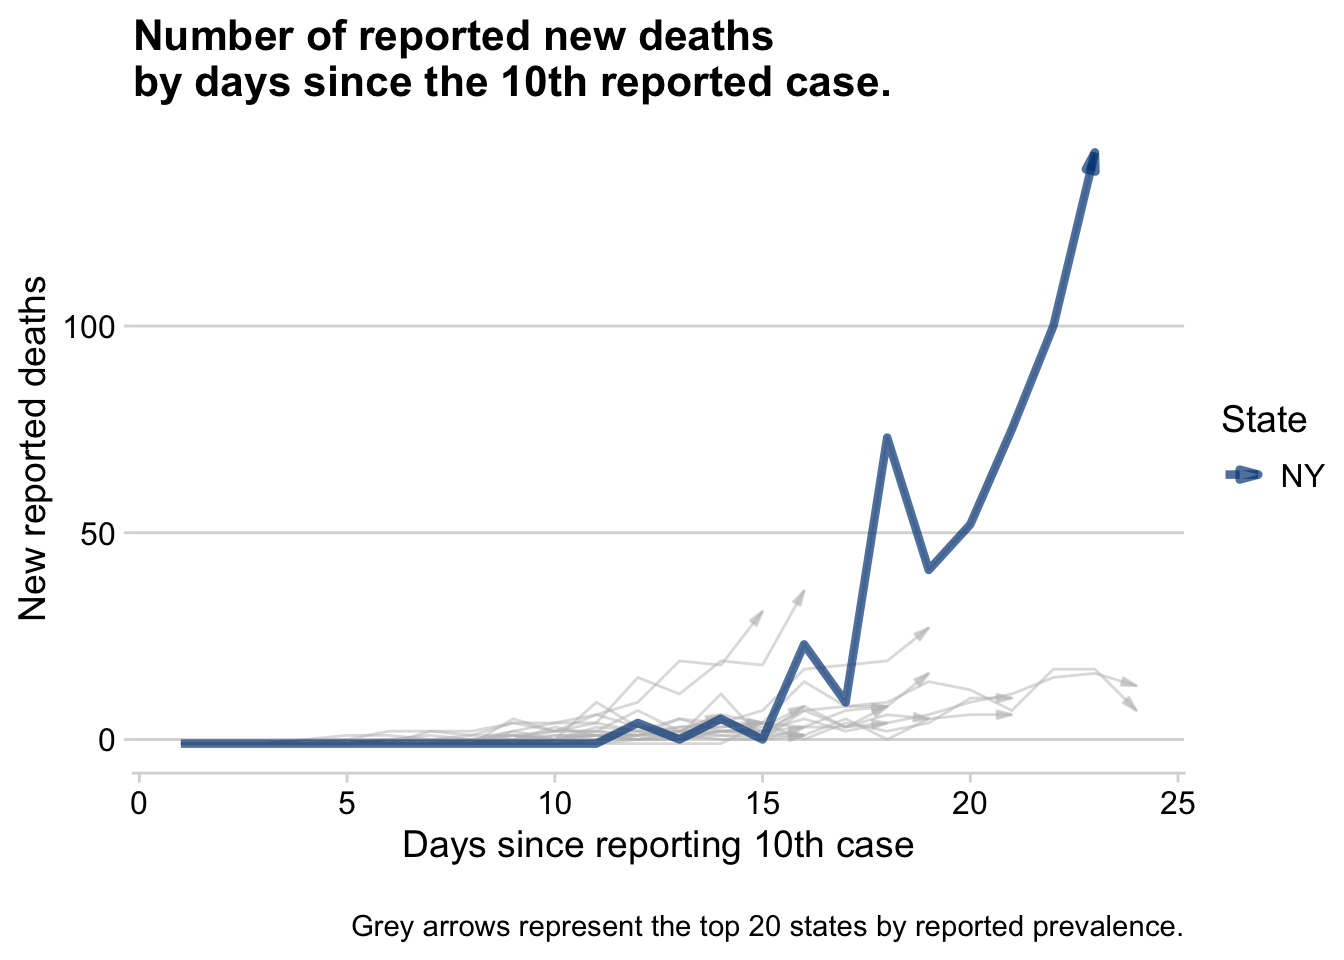 Number of reported new deaths
by days since the 10th reported case.
New reported deaths
100
50
0
0 5 10 15 20 25
Days since reporting 10th case
State
NY
Grey arrows represent the top 20 states by reported prevalence.